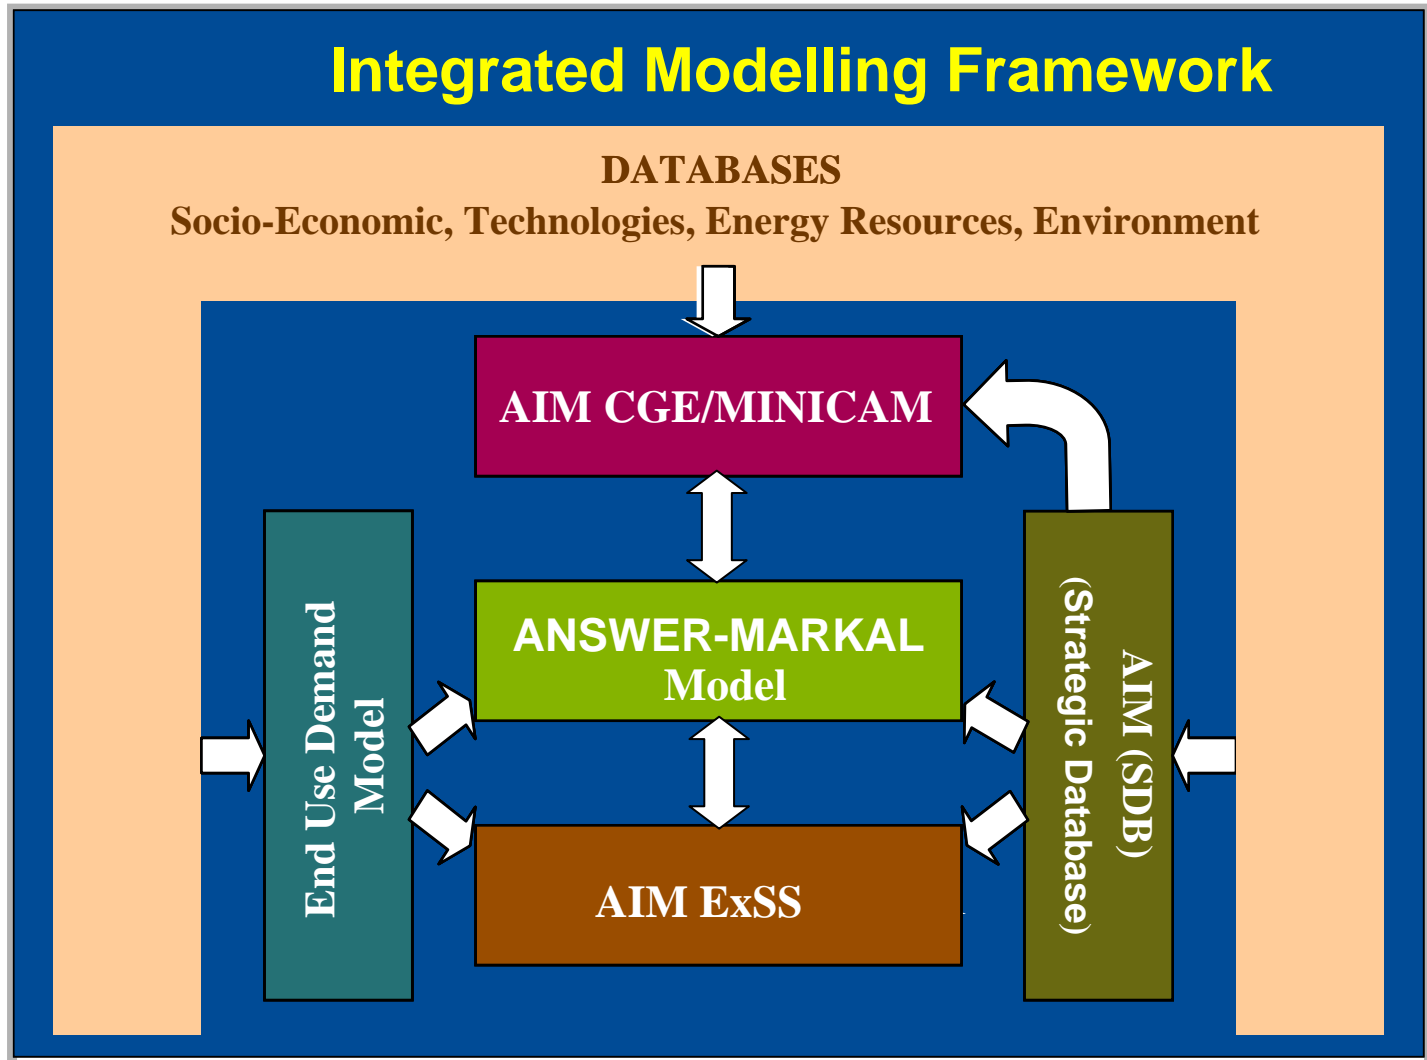 Integrated Modelling Framework
DATABASES
Socio-Economic, Technologies, Energy Resources, Environment
AIM CGE/MINICAM
End Use Demand
Model
ANSWER-MARKAL
Model
AIM (SDB)
(Strategic Database)
AIM ExSS